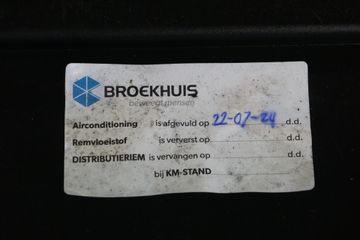 BROEKHUIS
beweegt mensen
Airconditioning is afgevuld op 22-07-24 d.d.
Remvloeistof is ververst op d.d.
DISTRIBUTIERIEM is vervangen op d.d.
bij KM-STAND